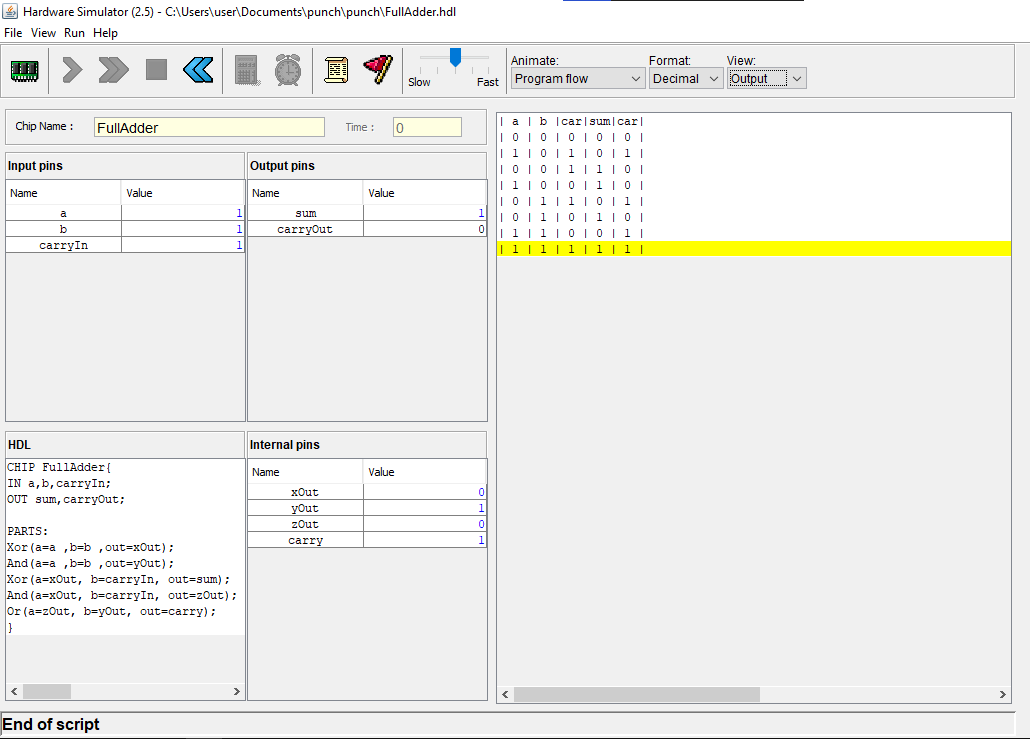 Hardware Simulator (2.5) - C:\Users\user\Documents\punch\punch\FullAdder.hdl
File View Run Help
Slow Fast
Animate: Format: View:
Program flow Decimal Output
Chip Name : FullAdder Time : 0
Input pins
Name Value
a 1
b 1
carryIn 1
Output pins
Name Value
sum 1
carryOut 0
HDL
CHIP FullAdder{
IN a,b,carryIn;
OUT sum,carryOut;
PARTS:
Xor(a=a ,b=b ,out=xOut);
And(a=a ,b=b ,out=yOut);
Xor(a=xOut, b=carryIn, out=sum);
And(a=xOut, b=carryIn, out=zOut);
Or(a=zOut, b=yOut, out=carry);
}
Internal pins
Name Value
xOut 0
yOut 1
zOut 0
carry 1
| a | b |car|sum|car|
| 0 | 0 | 0 | 0 | 0 |
| 1 | 0 | 1 | 0 | 1 |
| 0 | 0 | 1 | 1 | 0 |
| 1 | 0 | 0 | 1 | 0 |
| 0 | 1 | 1 | 0 | 1 |
| 0 | 1 | 0 | 1 | 0 |
| 1 | 1 | 0 | 0 | 1 |
| 1 | 1 | 1 | 1 | 1 |
End of script